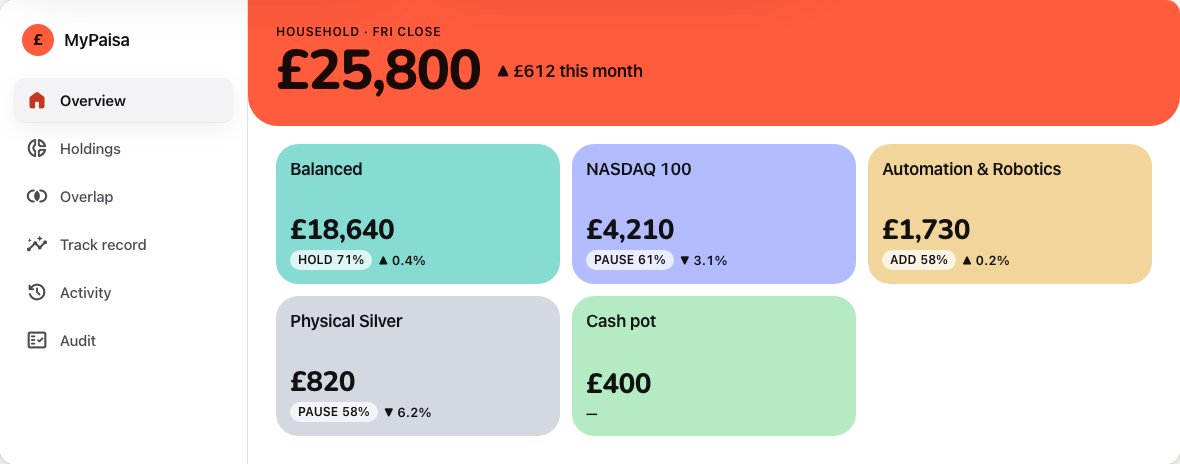 £ MyPaisa
Overview
Holdings
Overlap
Track record
Activity
Audit
HOUSEHOLD · FRI CLOSE
£25,800 ▲ £612 this month
Balanced
£18,640
HOLD 71% ▲ 0.4%
NASDAQ 100
£4,210
PAUSE 61% ▼ 3.1%
Automation & Robotics
£1,730
ADD 58% ▲ 0.2%
Physical Silver
£820
PAUSE 58% ▼ 6.2%
Cash pot
£400
—